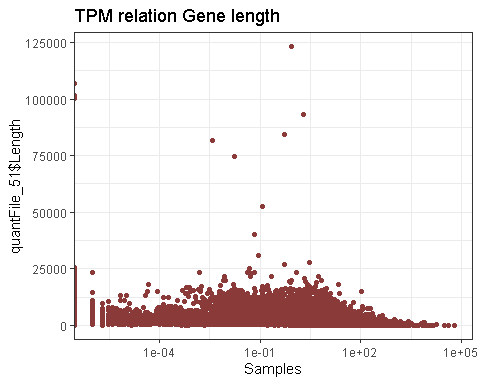 TPM relation Gene length
quantFile_51$Length
125000
100000
75000
50000
25000
0
1e-04
1e-01
1e+02
1e+05
Samples